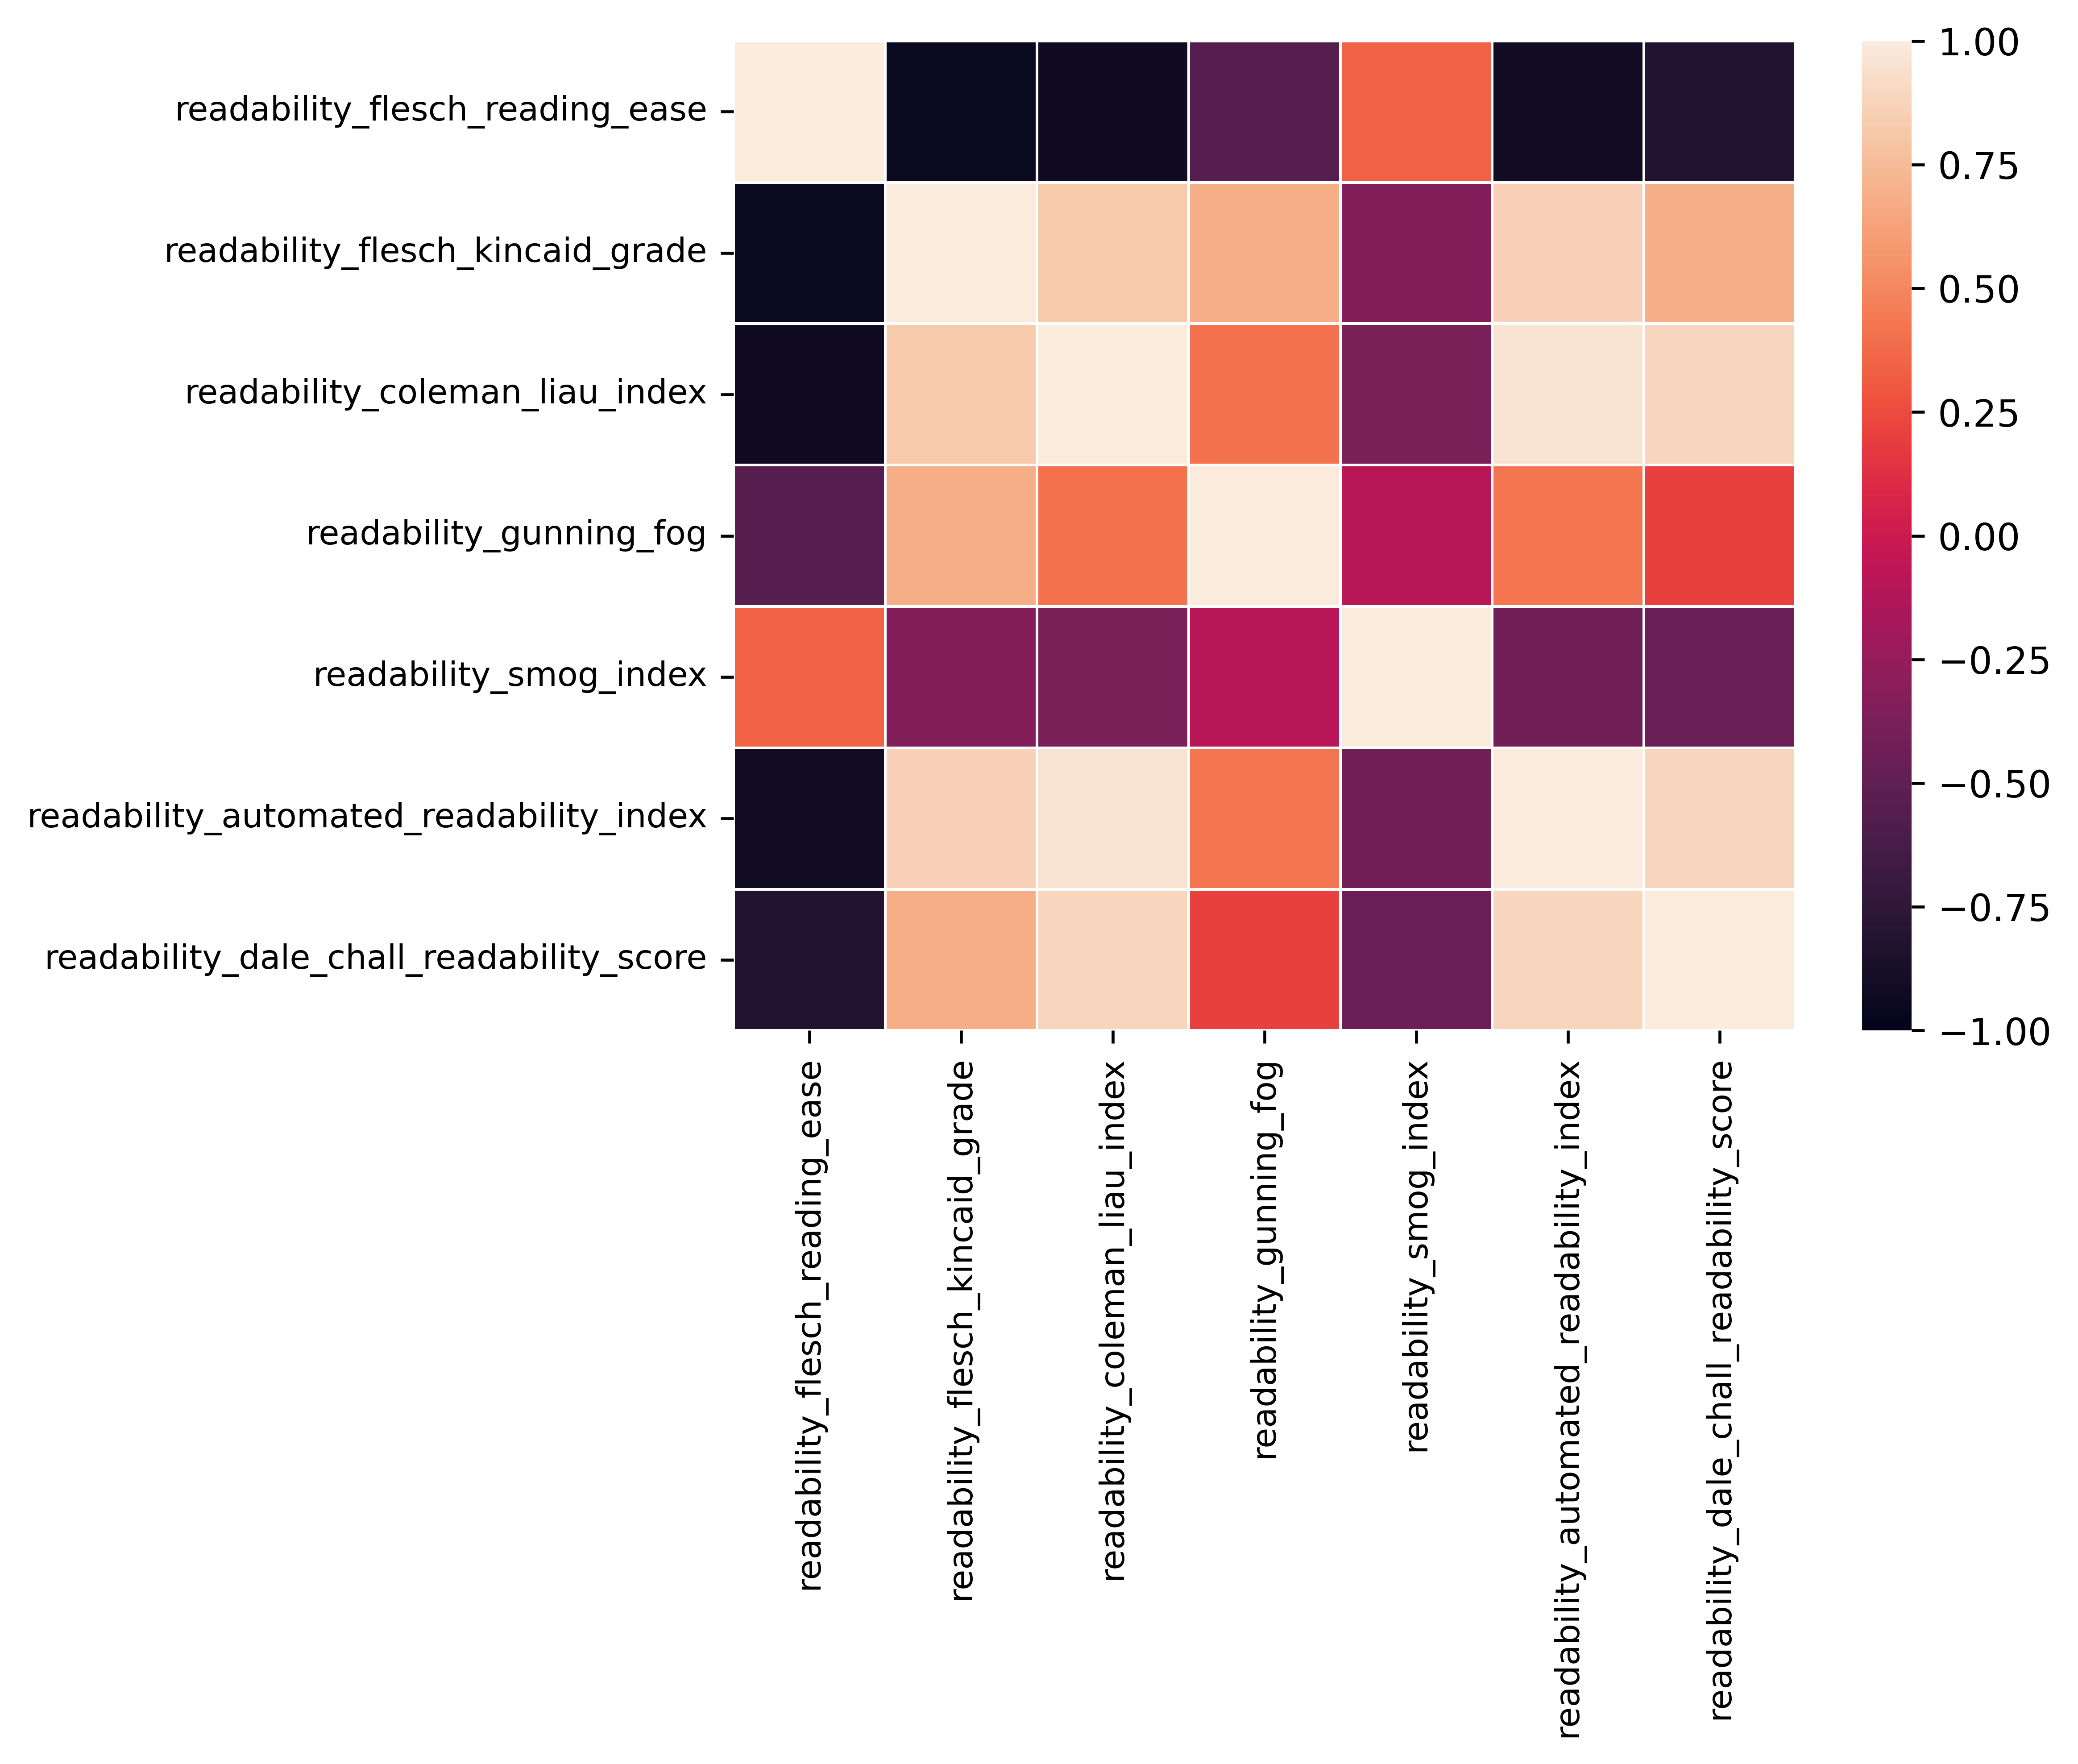 readability_flesch_reading_ease
readability_flesch_kincaid_grade
readability_coleman_liau_index
readability_gunning_fog
readability_smog_index
readability_automated_readability_index
readability_dale_chall_readability_score
readability_flesch_reading_ease
readability_flesch_kincaid_grade
readability_coleman_liau_index
readability_gunning_fog
readability_smog_index
readability_automated_readability_index
readability_dale_chall_readability_score
1.00
0.75
0.50
0.25
0.00
−0.25
−0.50
−0.75
−1.00